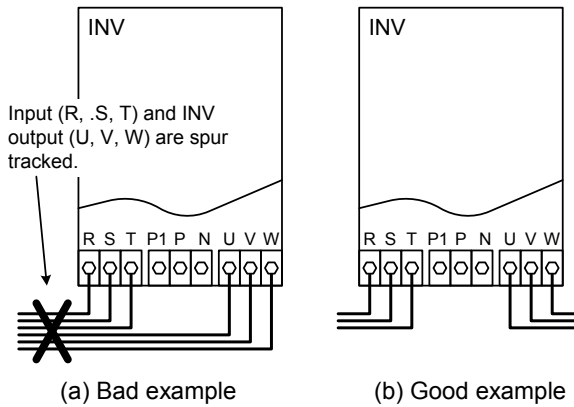 INV
Input (R, .S, T) and INV
output (U, V, W) are spur
tracked.
R S T P1 P N U V W
(a) Bad example
INV
R S T P1 P N U V W
(b) Good example